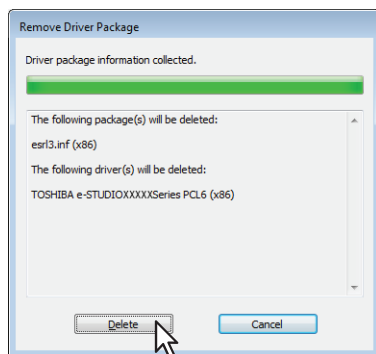 Remove Driver Package
Driver package information collected.
The following package(s) will be deleted:
esrl3.inf (x86)
The following driver(s) will be deleted:
TOSHIBA e-STUDIOXXXXXSeries PCL6 (x86)
Delete
Cancel